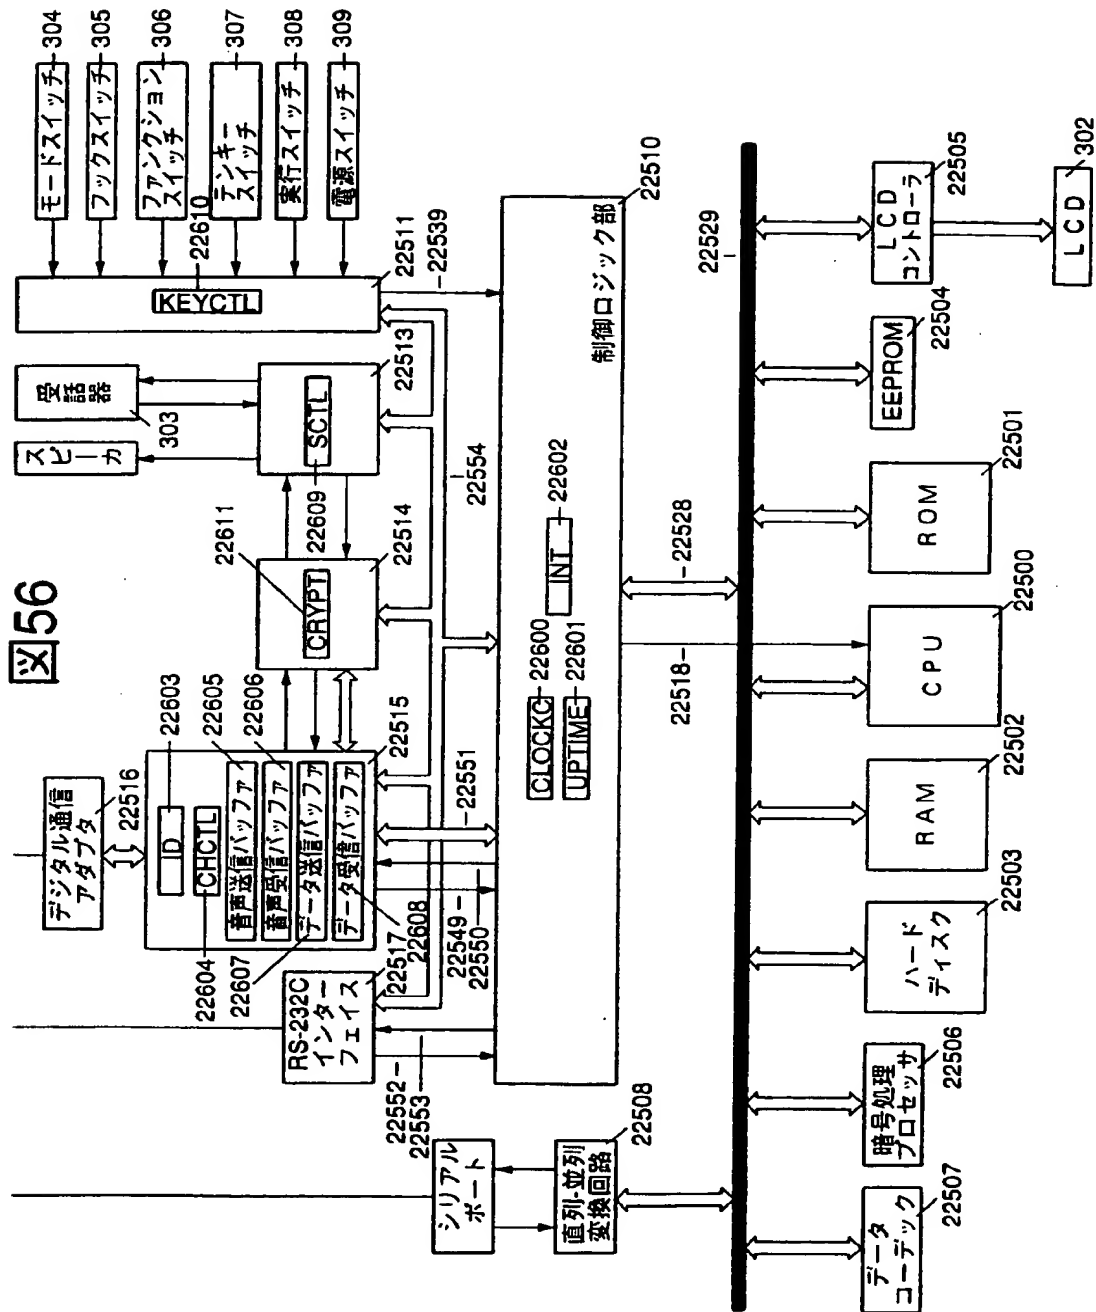 図56
モードスイッチ
304
フックスイッチ
305
ファンクション
スイッチ
306
テンキー
スイッチ
307
実行スイッチ
308
電源スイッチ
309
KEYCTL
22610
22511
22539
受話器
303
スピーカ
SCTL
22609
22513
CRYPT
22611
22514
22554
デジタル通信
アダプタ
22516
ID
22603
CHCTL
22604
音声送信バッファ
22605
音声受信バッファ
22606
データ送信バッファ
22607
データ受信バッファ
22608
22515
22551
22549
22550
RS-232C
インター
フェイス
22517
22552
22553
制御ロジック部
22510
CLOCKC
22600
UPTIME
22601
INT
22602
22528
22518
22529
シリアル
ポート
直列-並列
変換回路
22508
データ
コーデック
22507
暗号処理
プロセッサ
22506
ハード
ディスク
22503
RAM
22502
CPU
22500
ROM
22501
EEPROM
22504
LCD
コントローラ
22505
LCD
302